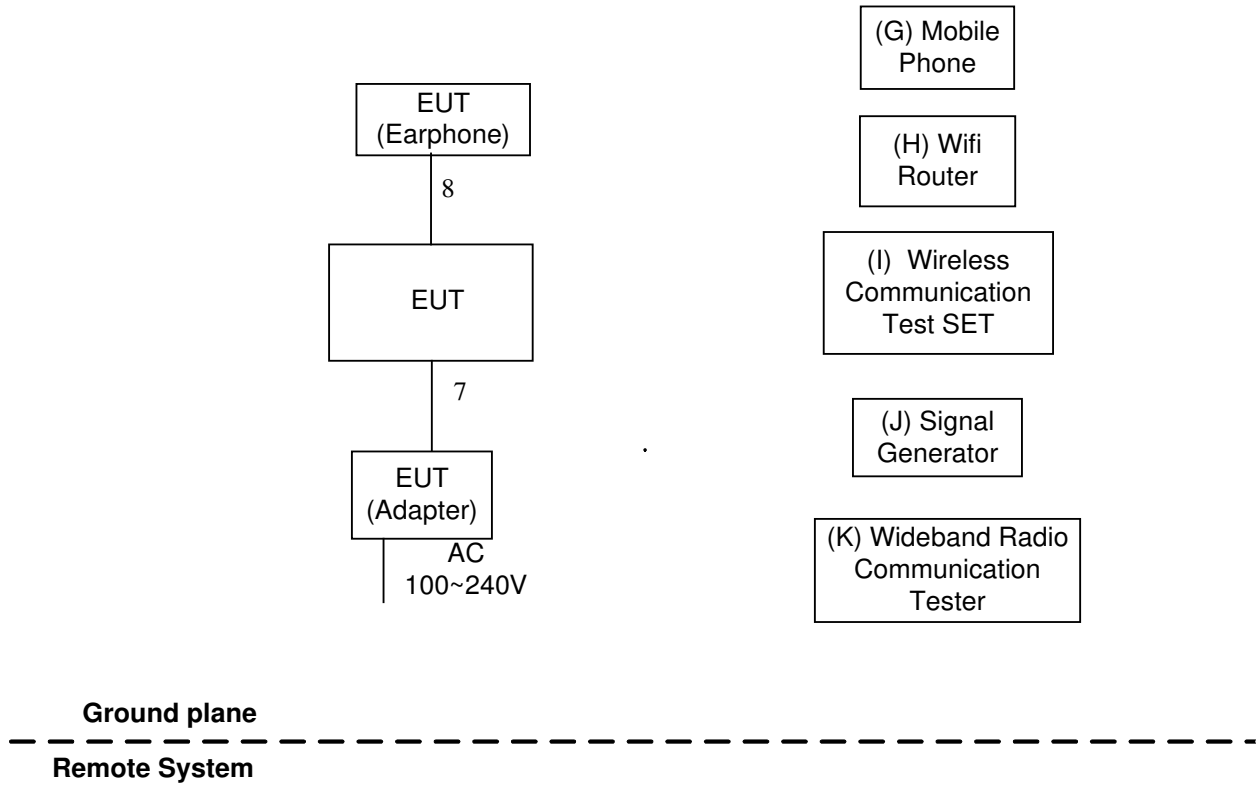 EUT
(Earphone)
8
EUT
7
EUT
(Adapter)
AC
100~240V
(G) Mobile
Phone
(H) Wifi
Router
(I) Wireless
Communication
Test SET
(J) Signal
Generator
(K) Wideband Radio
Communication
Tester
Ground plane
Remote System